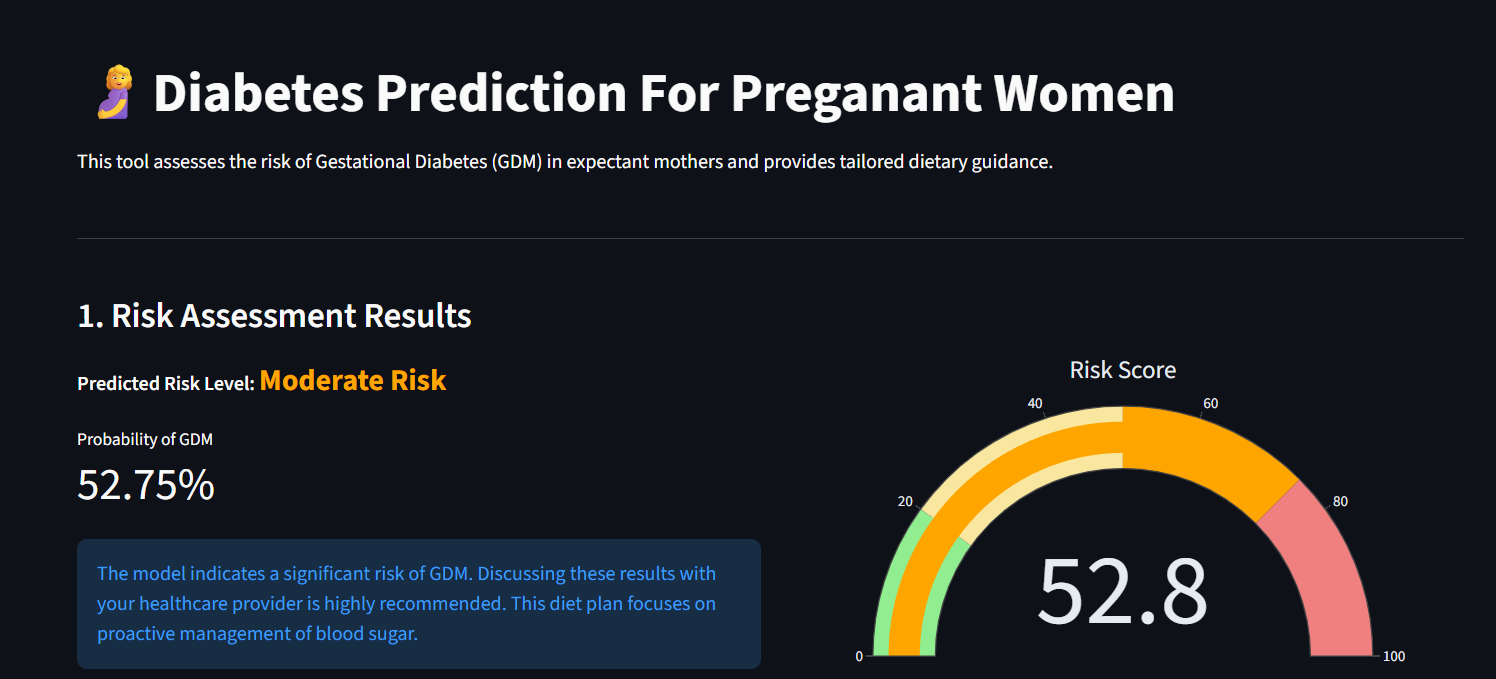 Diabetes Prediction For Preganant Women
This tool assesses the risk of Gestational Diabetes (GDM) in expectant mothers and provides tailored dietary guidance.
1. Risk Assessment Results
Predicted Risk Level: Moderate Risk
Probability of GDM
52.75%
The model indicates a significant risk of GDM. Discussing these results with
your healthcare provider is highly recommended. This diet plan focuses on
proactive management of blood sugar.
Risk Score
0
20
40
60
80
100
52.8